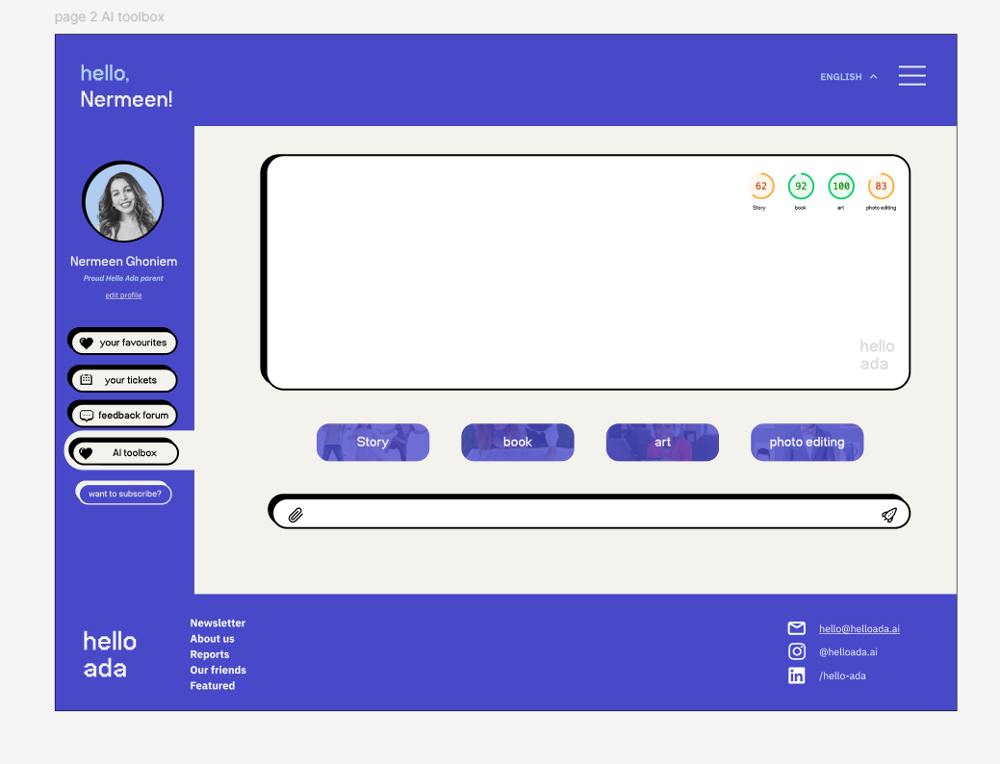 page 2 AI toolbox
hello,
Nermeen!
ENGLISH
Nermeen Ghoniem
Proud Hello Ada parent
edit profile
your favourites
your tickets
feedback forum
AI toolbox
want to subscribe?
62 92 100 83
Story book art photo editing
hello
ada
Story book art photo editing
hello
ada
Newsletter
About us
Reports
Our friends
Featured
hello@helloada.ai
@helloada.ai
/hello-ada